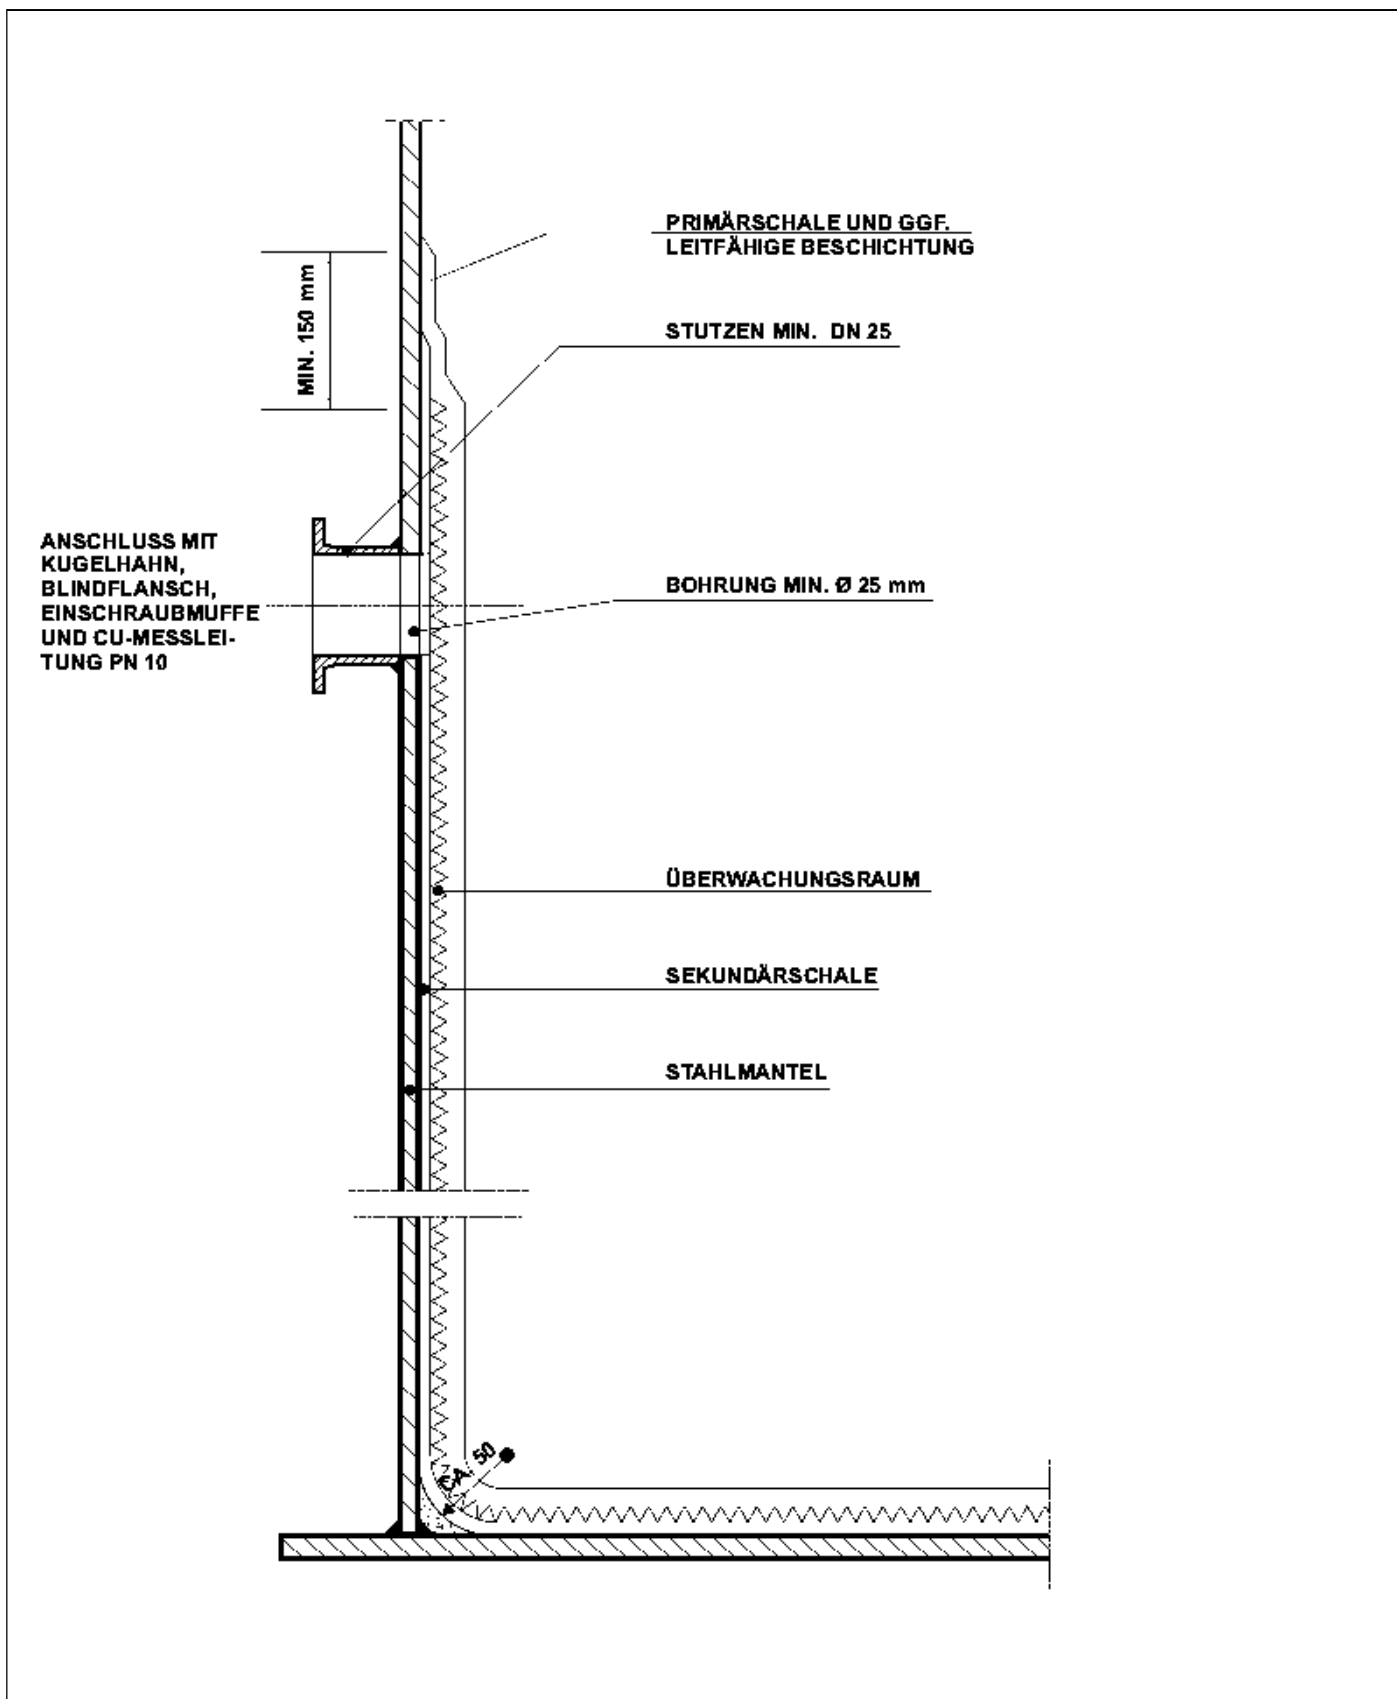 PRIMÄRSCHALE UND GGF.
LEITFÄHIGE BESCHICHTUNG
MIN. 150 mm
STUTZEN MIN. DN 25
ANSCHLUSS MIT
KUGELHAHN,
BLINDFLANSCH,
EINSCHRAUBMUFFE
UND CU-MESSLEI-
TUNG PN 10
BOHRUNG MIN. Ø 25 mm
ÜBERWACHUNGSRAUM
SEKUNDÄRSCHALE
STAHLMANTEL
50